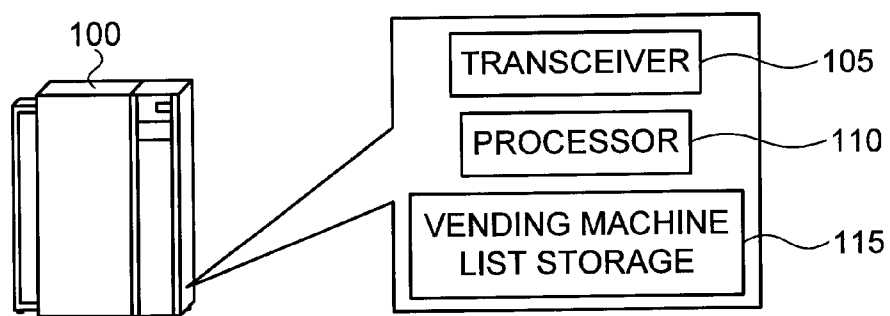 100
TRANSCEIVER
105
PROCESSOR
110
VENDING MACHINE
LIST STORAGE
115